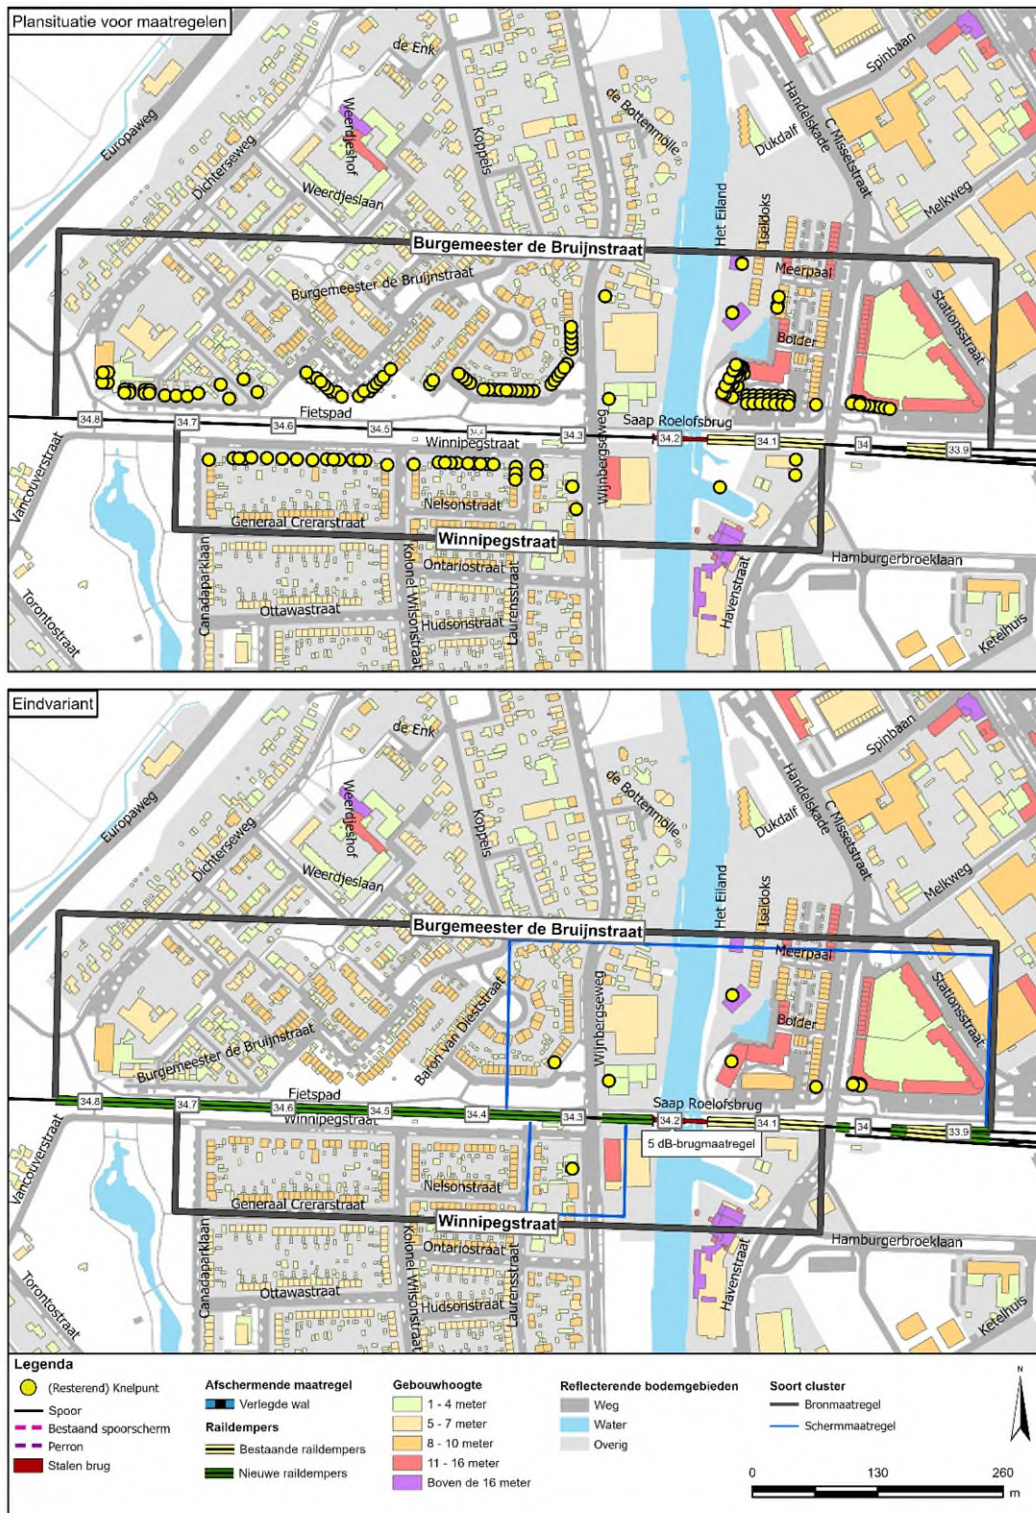 Plansituatie voor maatregelen
de Enk
Spinbaan
Europaweg
Weerdjeshof
Koppels
de Bottenmolle
Dukdalf
Handelskade
C Missetstraat
Dichterseweg
Weerdjeslaan
Melkweg
Het Eiland
Iseldoks
Burgemeester de Bruijnstraat
Meerpaal
Burgemeester de Bruijnstraat
Stationsstraat
Bolder
Fietspad
Saap Roelofsbrug
34.8
34.7
34.6
34.5
34.4
34.3
34.2
34.1
34
33.9
Winnipegstraat
Wijnbergseweg
Vancouverstraat
Nelsonstraat
Generaal Crerarstraat
Winnipegstraat
Hamburgerbroeklaan
Canadaparklaan
Kolonel Wilsonstraat
Ontariostraat
Laurensstraat
Havenstraat
Torontostraat
Ottawastraat
Hudsonstraat
Ketelhuis
Eindvariant
de Enk
Spinbaan
Europaweg
Weerdjeshof
Koppels
de Bottenmolle
Dukdalf
Handelskade
C Missetstraat
Dichterseweg
Weerdjeslaan
Melkweg
Het Eiland
Iseldoks
Burgemeester de Bruijnstraat
Meerpaal
Stationsstraat
Baron van Dieststraat
Wijnbergseweg
Bolder
Burgemeester de Bruijnstraat
Fietspad
Saap Roelofsbrug
34.8
34.7
34.6
34.5
34.4
34.3
34.2
34.1
34
33.9
Winnipegstraat
5 dB-brugmaatregel
Vancouverstraat
Nelsonstraat
Generaal Crerarstraat
Winnipegstraat
Hamburgerbroeklaan
Canadaparklaan
Kolonel Wilsonstraat
Ontariostraat
Laurensstraat
Havenstraat
Torontostraat
Ottawastraat
Hudsonstraat
Ketelhuis
Legenda
(Resterend) Knelpunt
Spoor
Bestaand spoorscherm
Perron
Stalen brug
Afschermende maatregel
Verlegde wal
Raildempers
Bestaande raildempers
Nieuwe raildempers
Gebouwhoogte
1 - 4 meter
5 - 7 meter
8 - 10 meter
11 - 16 meter
Boven de 16 meter
Reflecterende bodemgebieden
Weg
Water
Overig
Soort cluster
Bronmaatregel
Schermmaatregel
N
0
130
260
m